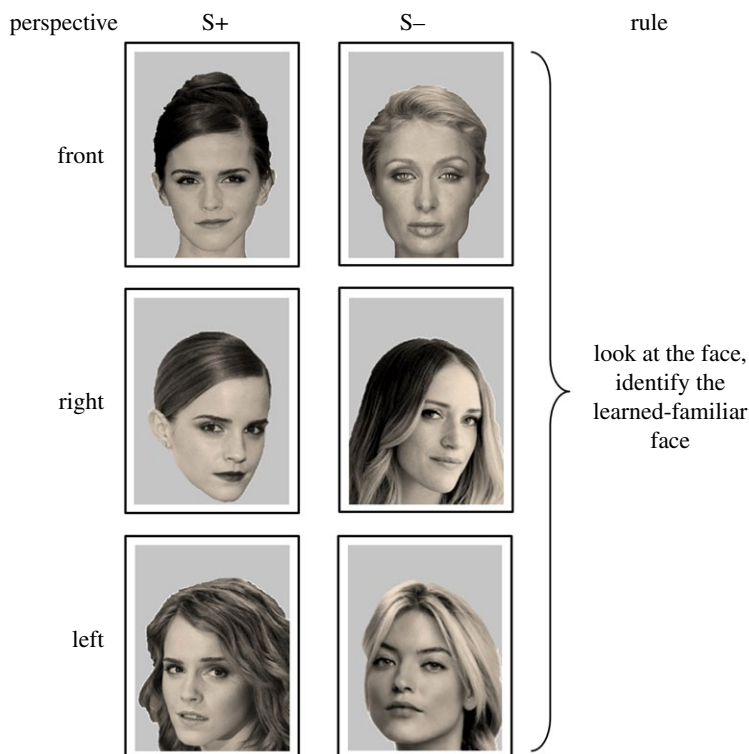 perspective S+ S– rule
front
right
left
look at the face,
identify the
learned-familiar
face